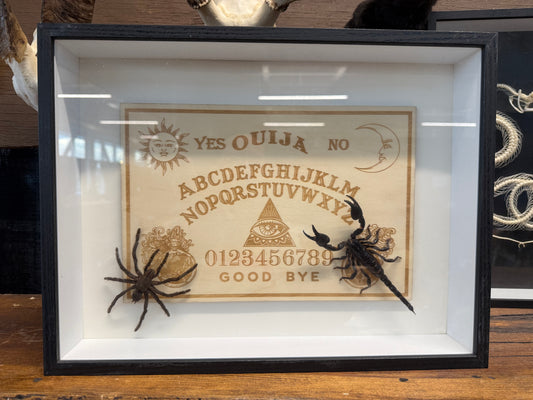 YES OUIJA NO
ABCDEFGHIJKLM
NOPQRSTUVWXYZ
0123456789
GOOD BYE